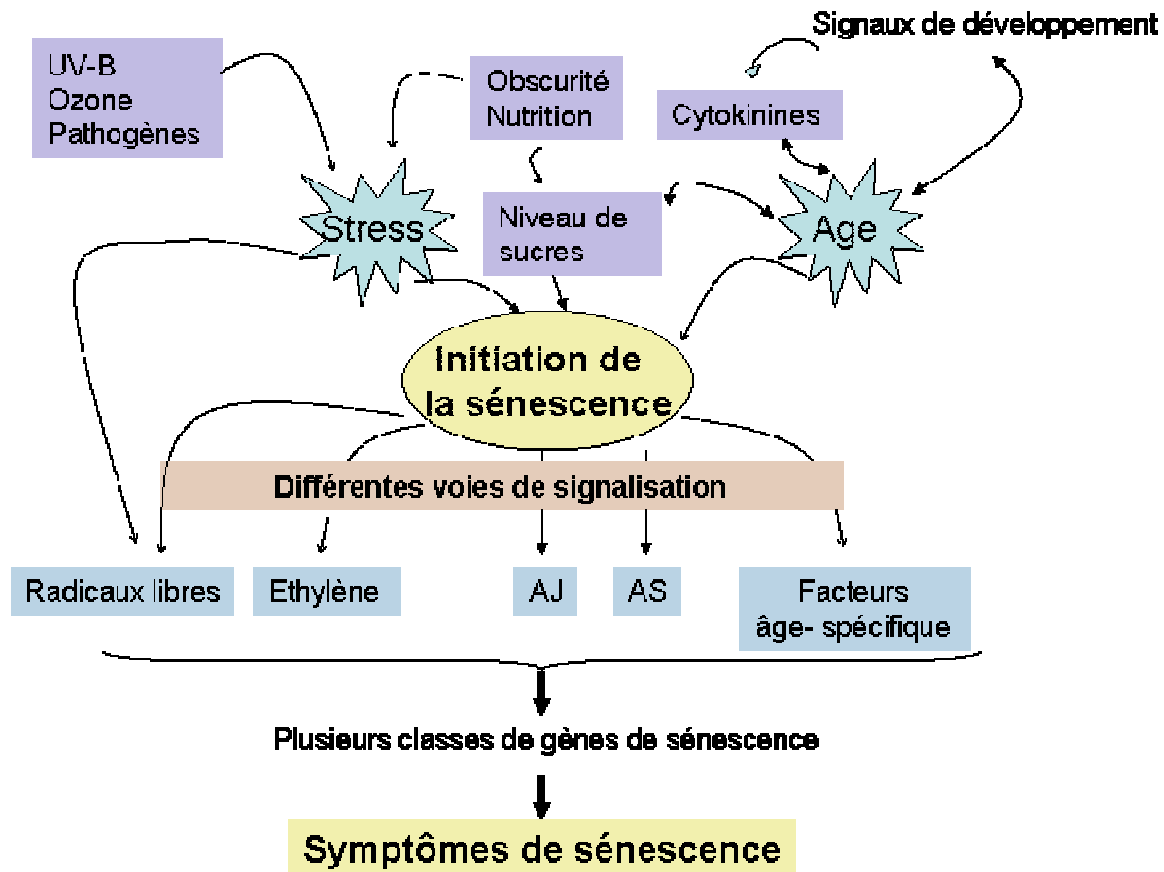 Signaux de développement
UV-B
Ozone
Pathogènes
Obscurité
Nutrition
Cytokinines
Stress
Niveau de
sucres
Age
Initiation de
la sénescence
Différentes voies de signalisation
Radicaux libres
Ethylène
AJ
AS
Facteurs
âge- spécifique
Plusieurs classes de gènes de sénescence
Symptômes de sénescence